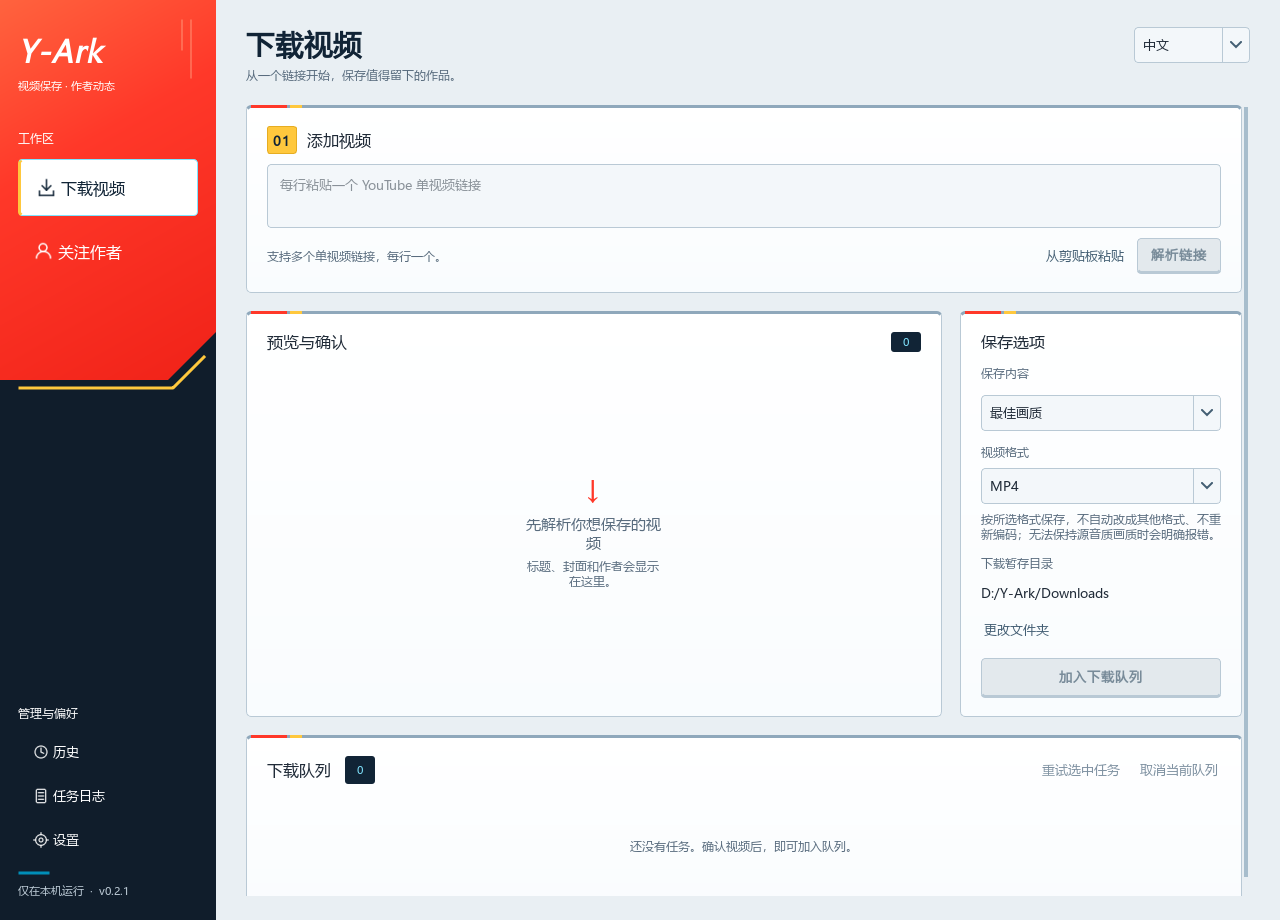 Y-Ark
视频保存 · 作者动态
工作区
下载视频
关注作者
管理与偏好
历史
任务日志
设置
仅在本机运行 · v0.2.1
下载视频
从一个链接开始，保存值得留下的作品。
中文
01 添加视频
每行粘贴一个 YouTube 单视频链接
支持多个单视频链接，每行一个。
从剪贴板粘贴
解析链接
预览与确认
0
先解析你想保存的视
频
标题、封面和作者会显示
在这里。
保存选项
保存内容
最佳画质
视频格式
MP4
按所选格式保存，不自动改成其他格式、不重
新编码；无法保持源音质画质时会明确报错。
下载暂存目录
D:/Y-Ark/Downloads
更改文件夹
加入下载队列
下载队列 0
重试选中任务
取消当前队列
还没有任务。确认视频后，即可加入队列。